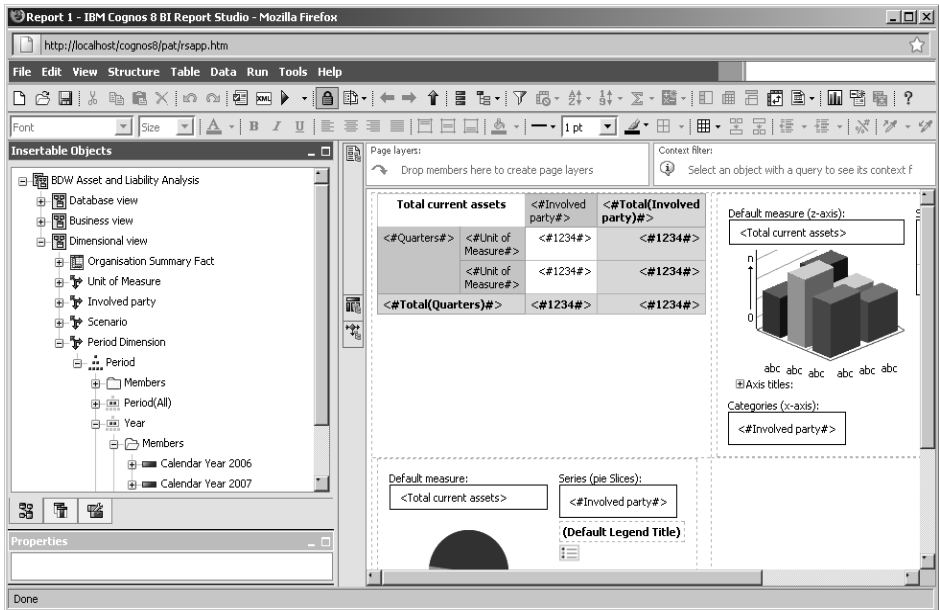 Report 1 - IBM Cognos 8 BI Report Studio - Mozilla Firefox
http://localhost/cognos8/pat/rsapp.htm
File Edit View Structure Table Data Run Tools Help
Font Size A B I U 1 pt
Insertable Objects
BDW Asset and Liability Analysis
Database view
Business view
Dimensional view
Organisation Summary Fact
Unit of Measure
Involved party
Scenario
Period Dimension
Period
Members
Period(All)
Year
Members
Calendar Year 2006
Calendar Year 2007
Properties
Page layers:
Drop members here to create page layers
Context filter:
Select an object with a query to see its context f
Total current assets <#Involved party#> <#Total(Involved party)#>
<#Quarters#> <#Unit of Measure#> <#1234#> <#1234#>
<#Unit of Measure#> <#1234#> <#1234#>
<#Total(Quarters)#> <#1234#> <#1234#>
Default measure (z-axis):
<Total current assets>
n
0
abc abc abc abc abc abc
Axis titles:
Categories (x-axis):
<#Involved party#>
Default measure:
<Total current assets>
Series (pie Slices):
<#Involved party#>
(Default Legend Title)
Done